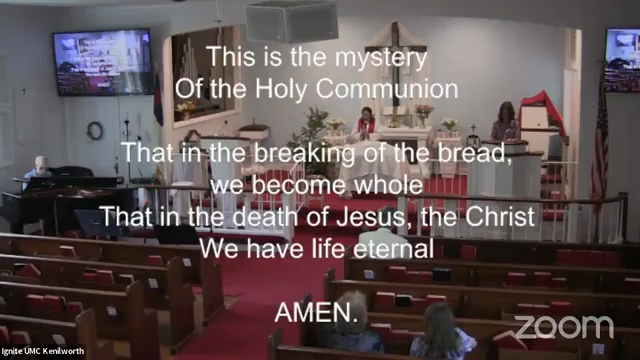 This is the mystery
Of the Holy Communion
That in the breaking of the bread,
we become whole
That in the death of Jesus, the Christ
We have life eternal
AMEN.
Ignite UMC Kenilworth
zoom